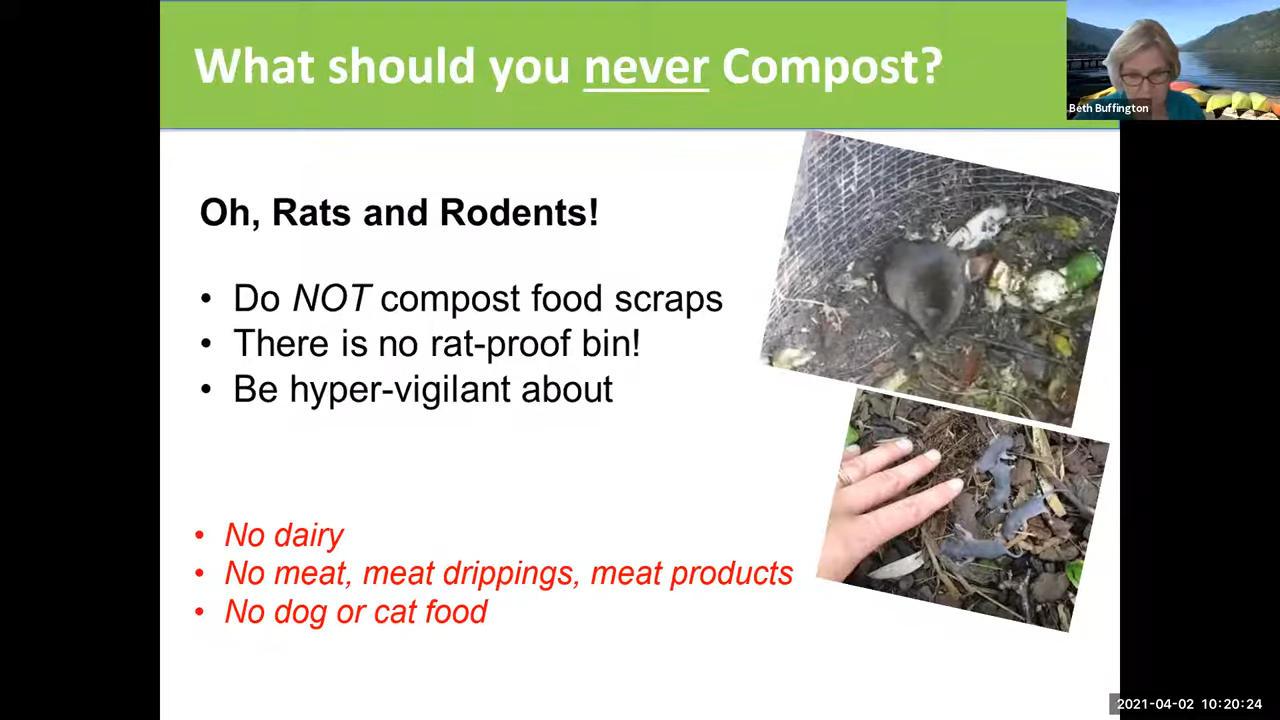 What should you never Compost?
Beth Buffington
Oh, Rats and Rodents!
• Do NOT compost food scraps
• There is no rat-proof bin!
• Be hyper-vigilant about
• No dairy
• No meat, meat drippings, meat products
• No dog or cat food
2021-04-02 10:20:24